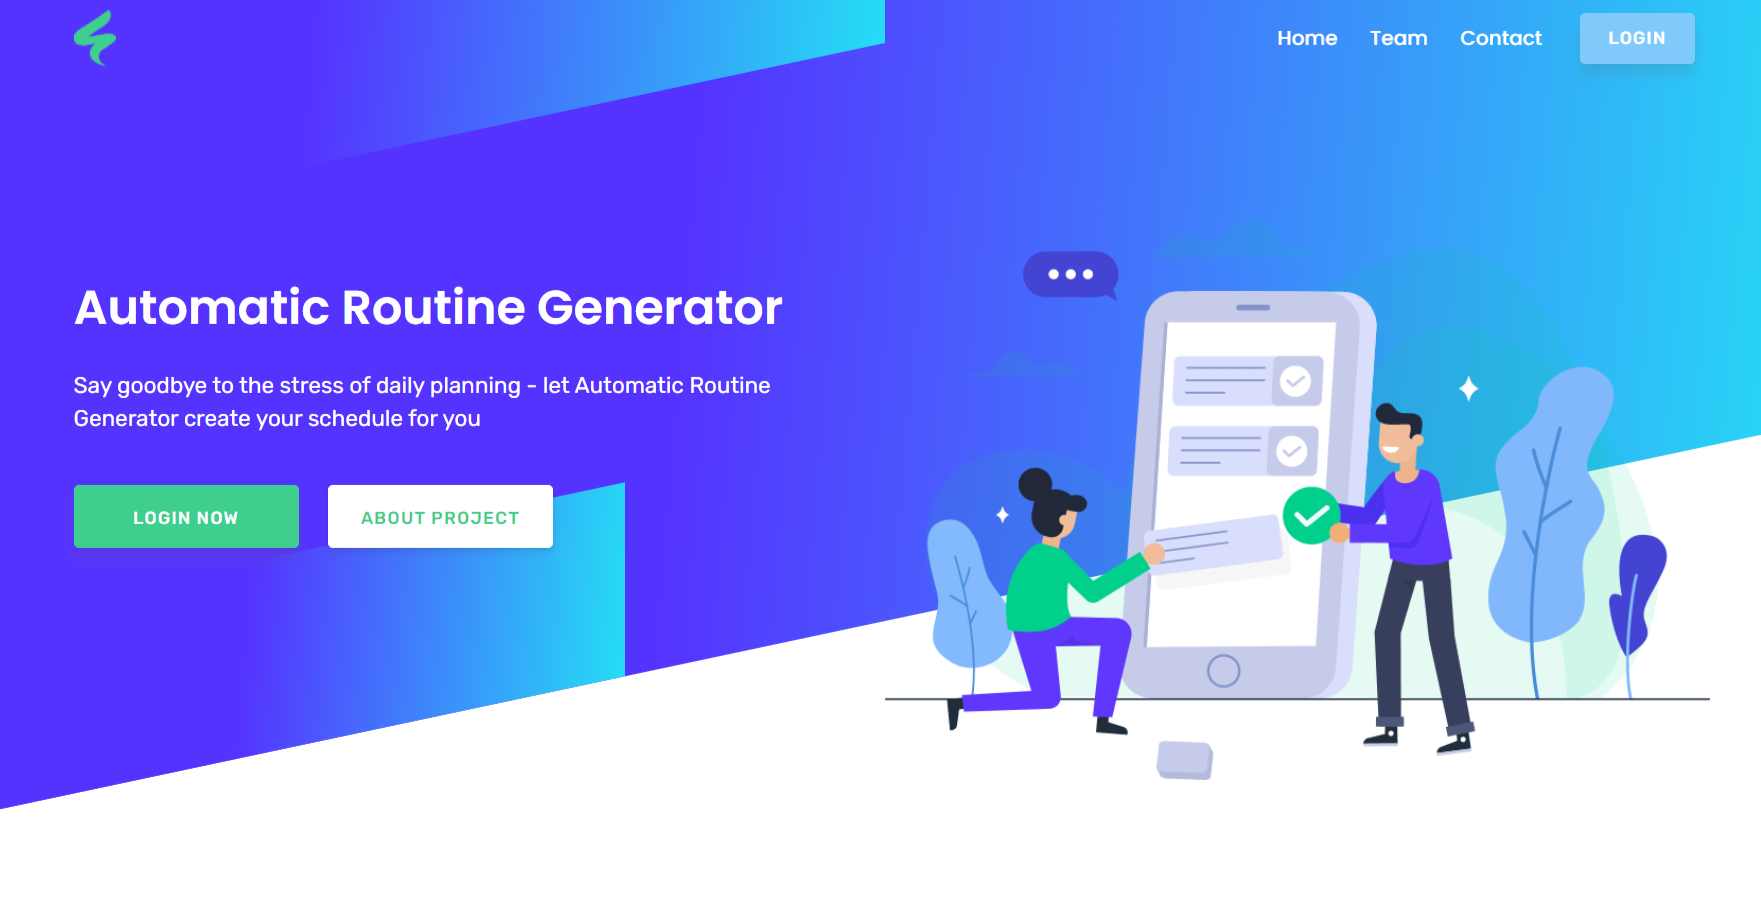 Home Team Contact LOGIN
Automatic Routine Generator
Say goodbye to the stress of daily planning - let Automatic Routine
Generator create your schedule for you
LOGIN NOW ABOUT PROJECT